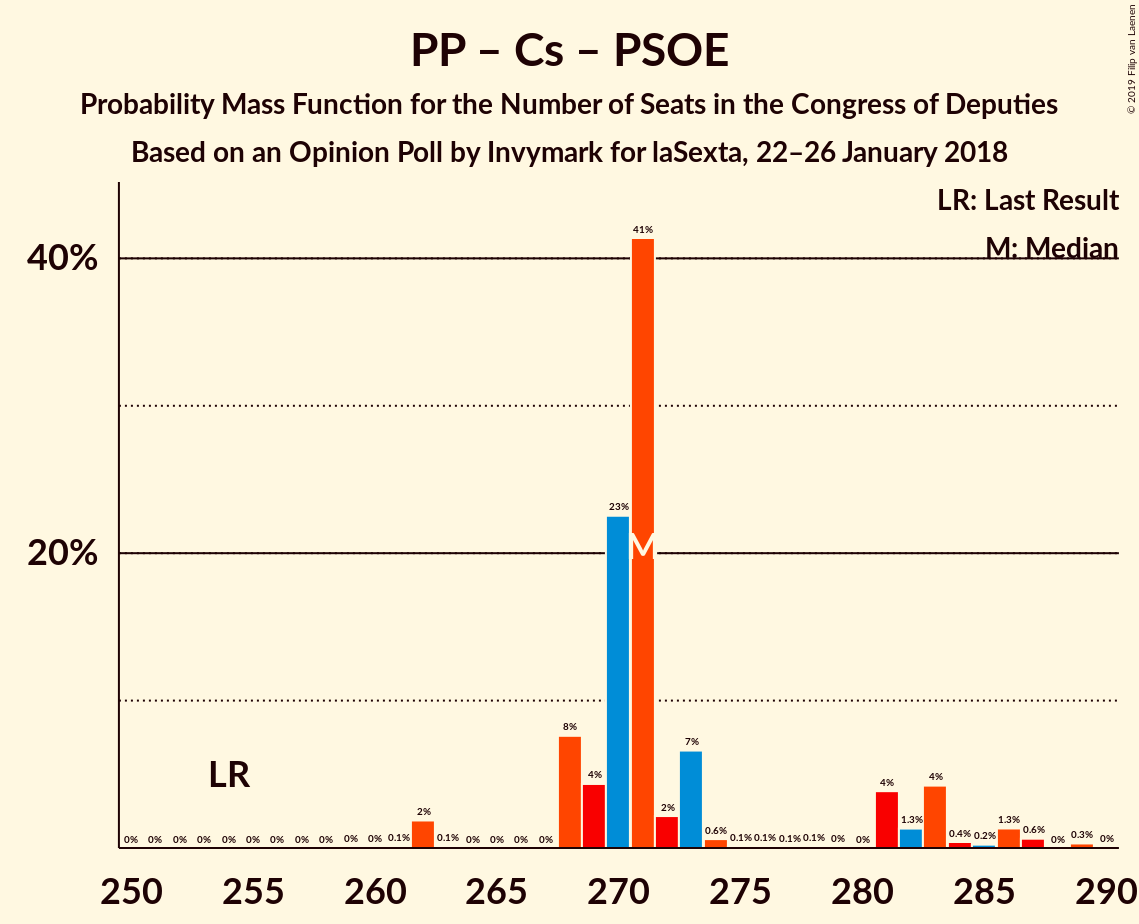 PP – Cs – PSOE
Probability Mass Function for the Number of Seats in the Congress of Deputies
Based on an Opinion Poll by Invymark for laSexta, 22–26 January 2018
© 2019 Filip van Laenen
LR: Last Result
M: Median
40%
20%
41%
23%
M
8%
4%
2%
7%
LR
0% 0% 0% 0% 0% 0% 0% 0% 0% 0% 0% 0.1% 2% 0.1% 0% 0% 0% 0% 0.6% 0.1% 0.1% 0.1% 0.1% 0% 0% 4% 1.3% 4% 0.4% 0.2% 1.3% 0.6% 0% 0.3% 0%
250 255 260 265 270 275 280 285 290